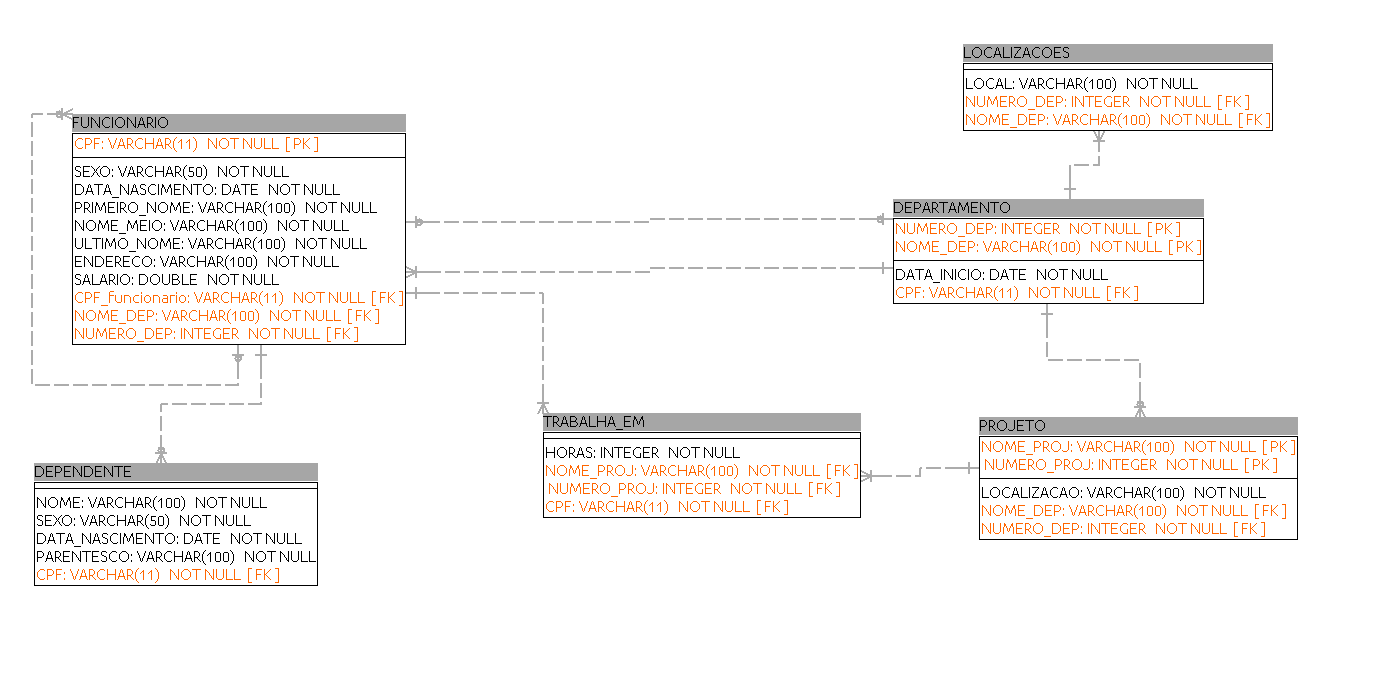 LOCALIZACOES
LOCAL: VARCHAR(100) NOT NULL
NUMERO_DEP: INTEGER NOT NULL [FK]
NOME_DEP: VARCHAR(100) NOT NULL [FK]
FUNCIONARIO
CPF: VARCHAR(11) NOT NULL [PK]
SEXO: VARCHAR(50) NOT NULL
DATA_NASCIMENTO: DATE NOT NULL
PRIMEIRO_NOME: VARCHAR(100) NOT NULL
NOME_MEIO: VARCHAR(100) NOT NULL
ULTIMO_NOME: VARCHAR(100) NOT NULL
ENDERECO: VARCHAR(100) NOT NULL
SALARIO: DOUBLE NOT NULL
CPF_funcionario: VARCHAR(11) NOT NULL [FK]
NOME_DEP: VARCHAR(100) NOT NULL [FK]
NUMERO_DEP: INTEGER NOT NULL [FK]
DEPARTAMENTO
NUMERO_DEP: INTEGER NOT NULL [PK]
NOME_DEP: VARCHAR(100) NOT NULL [PK]
DATA_INICIO: DATE NOT NULL
CPF: VARCHAR(11) NOT NULL [FK]
TRABALHA_EM
HORAS: INTEGER NOT NULL
NOME_PROJ: VARCHAR(100) NOT NULL [FK]
NUMERO_PROJ: INTEGER NOT NULL [FK]
CPF: VARCHAR(11) NOT NULL [FK]
PROJETO
NOME_PROJ: VARCHAR(100) NOT NULL [PK]
NUMERO_PROJ: INTEGER NOT NULL [PK]
LOCALIZACAO: VARCHAR(100) NOT NULL
NOME_DEP: VARCHAR(100) NOT NULL [FK]
NUMERO_DEP: INTEGER NOT NULL [FK]
DEPENDENTE
NOME: VARCHAR(100) NOT NULL
SEXO: VARCHAR(50) NOT NULL
DATA_NASCIMENTO: DATE NOT NULL
PARENTESCO: VARCHAR(100) NOT NULL
CPF: VARCHAR(11) NOT NULL [FK]